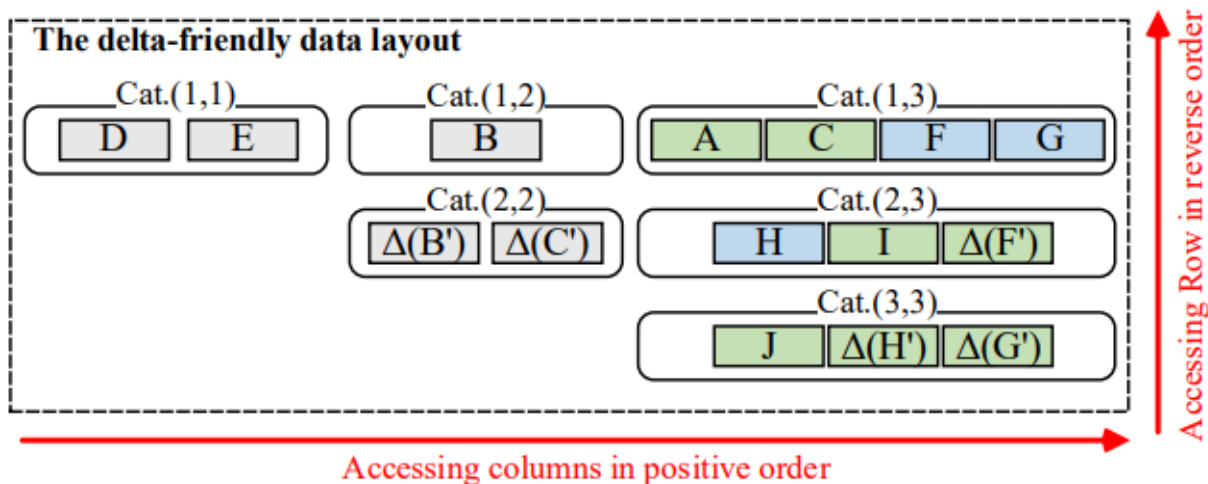 The delta-friendly data layout
Cat.(1,1) Cat.(1,2) Cat.(1,3)
D E B A C F G
Cat.(2,2) Cat.(2,3)
Δ(B') Δ(C') H I Δ(F')
Cat.(3,3)
J Δ(H') Δ(G')
Accessing columns in positive order
Accessing Row in reverse order